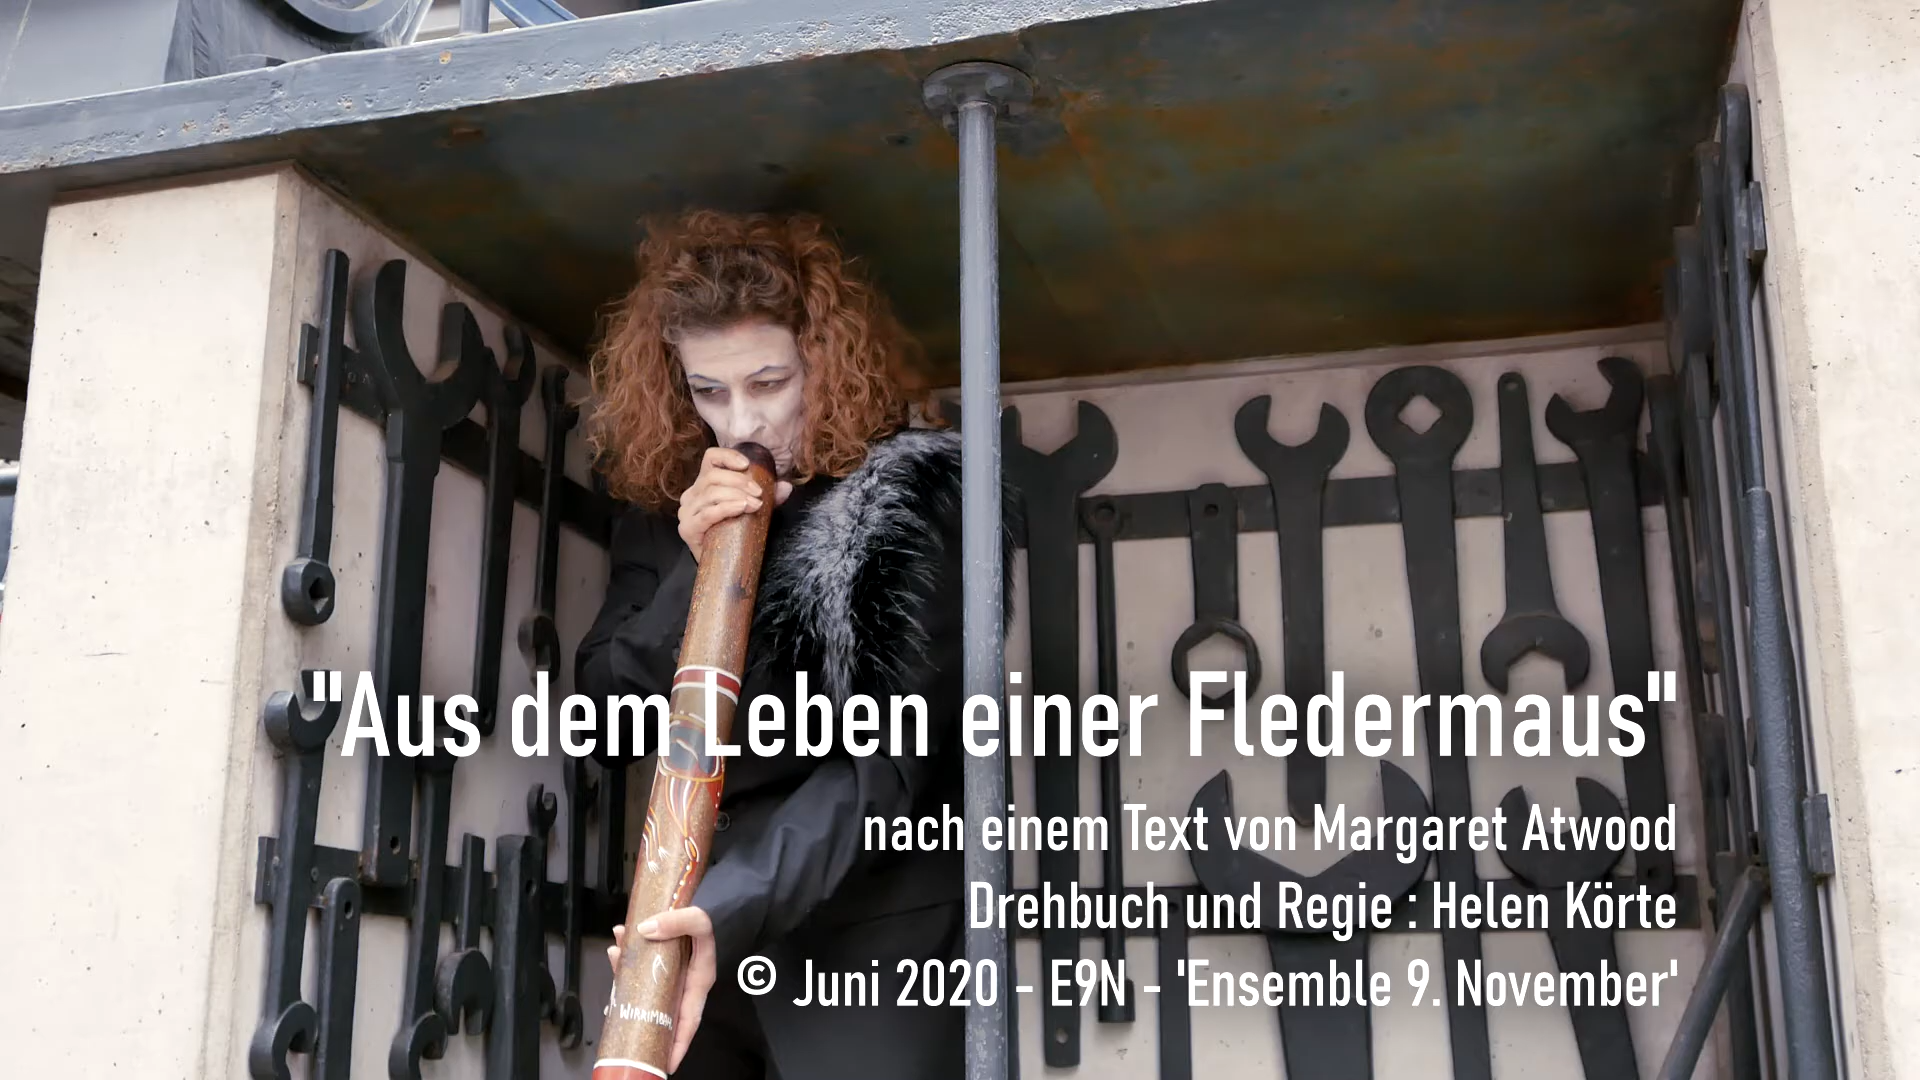 "Aus dem Leben einer Fledermaus"
nach einem Text von Margaret Atwood
Drehbuch und Regie : Helen Körte
© Juni 2020 - E9N - 'Ensemble 9. November'